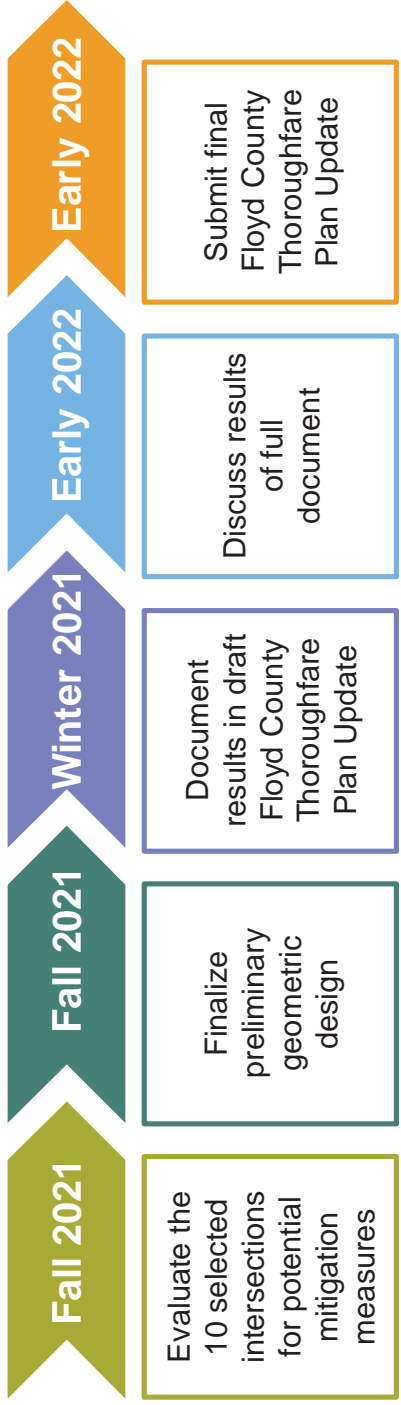 Fall 2021
Evaluate the
10 selected
intersections
for potential
mitigation
measures
Fall 2021
Finalize
preliminary
geometric
design
Winter 2021
Document
results in draft
Floyd County
Thoroughfare
Plan Update
Early 2022
Discuss results
of full
document
Early 2022
Submit final
Floyd County
Thoroughfare
Plan Update